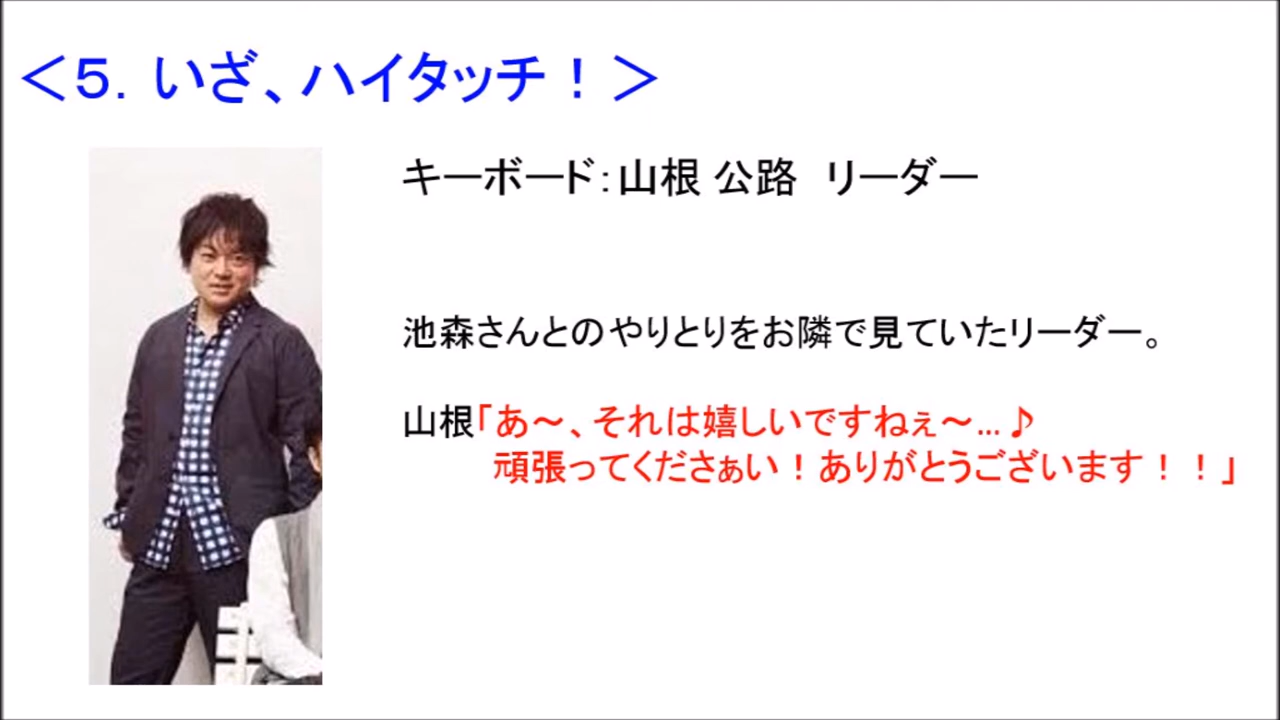 ＜５．いざ、ハイタッチ！＞
キーボード：山根 公路　リーダー
池森さんとのやりとりをお隣で見ていたリーダー。
山根「あ～、それは嬉しいですねぇ～…♪
頑張ってくださぁい！ありがとうございます！！」